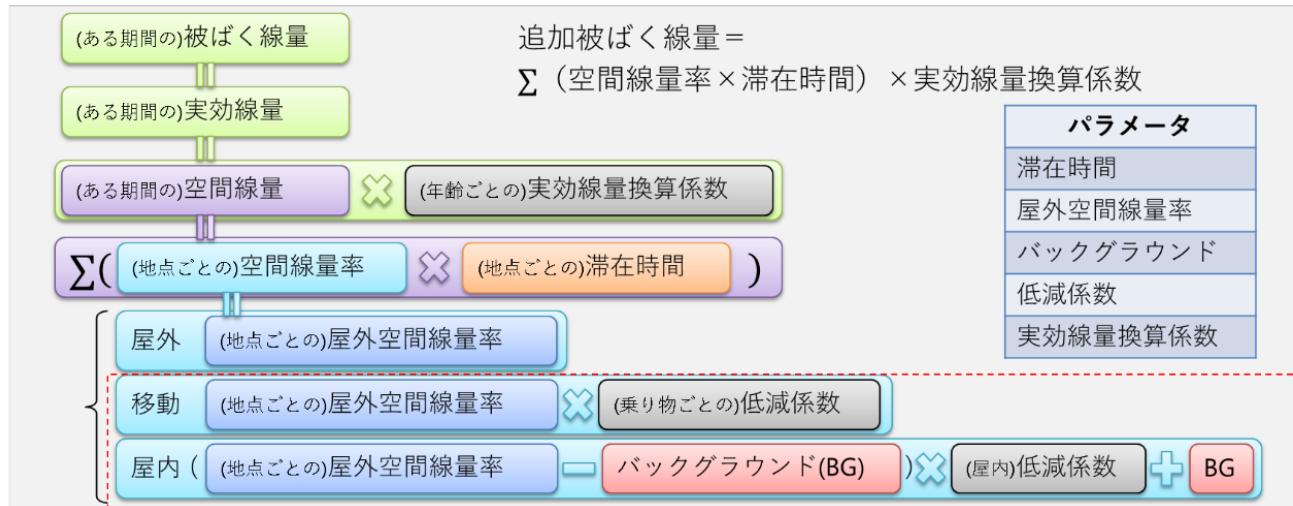 (ある期間の)被ばく線量
追加被ばく線量＝
∑（空間線量率×滞在時間）×実効線量換算係数
(ある期間の)実効線量
(ある期間の)空間線量 × (年齢ごとの)実効線量換算係数
∑( (地点ごとの)空間線量率 × (地点ごとの)滞在時間 )
屋外 (地点ごとの)屋外空間線量率
移動 (地点ごとの)屋外空間線量率 × (乗り物ごとの)低減係数
屋内 ( (地点ごとの)屋外空間線量率 － バックグラウンド(BG) )× (屋内)低減係数 ＋ BG
パラメータ
滞在時間
屋外空間線量率
バックグラウンド
低減係数
実効線量換算係数